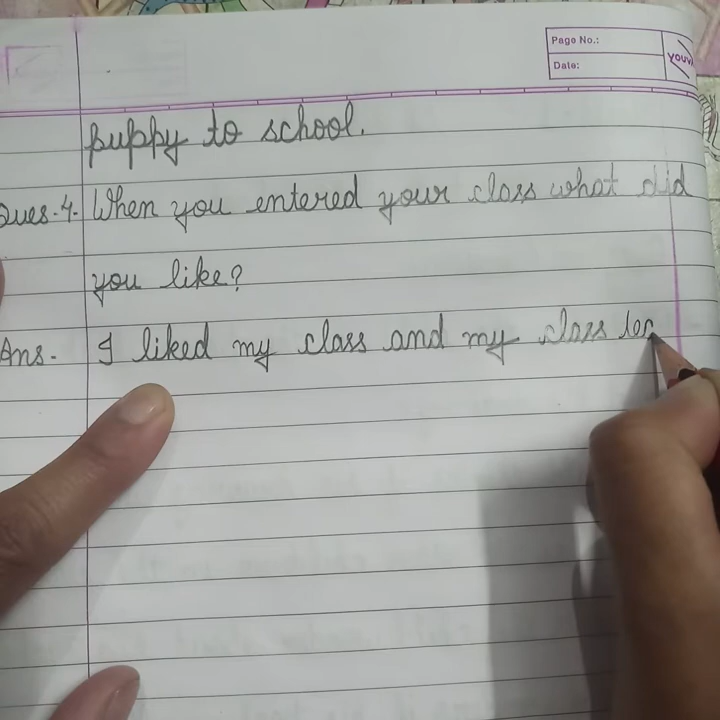 Page No.:
Date:
puppy to school.
Ques.4. When you entered your class what did
you like?
Ans. I liked my class and my class